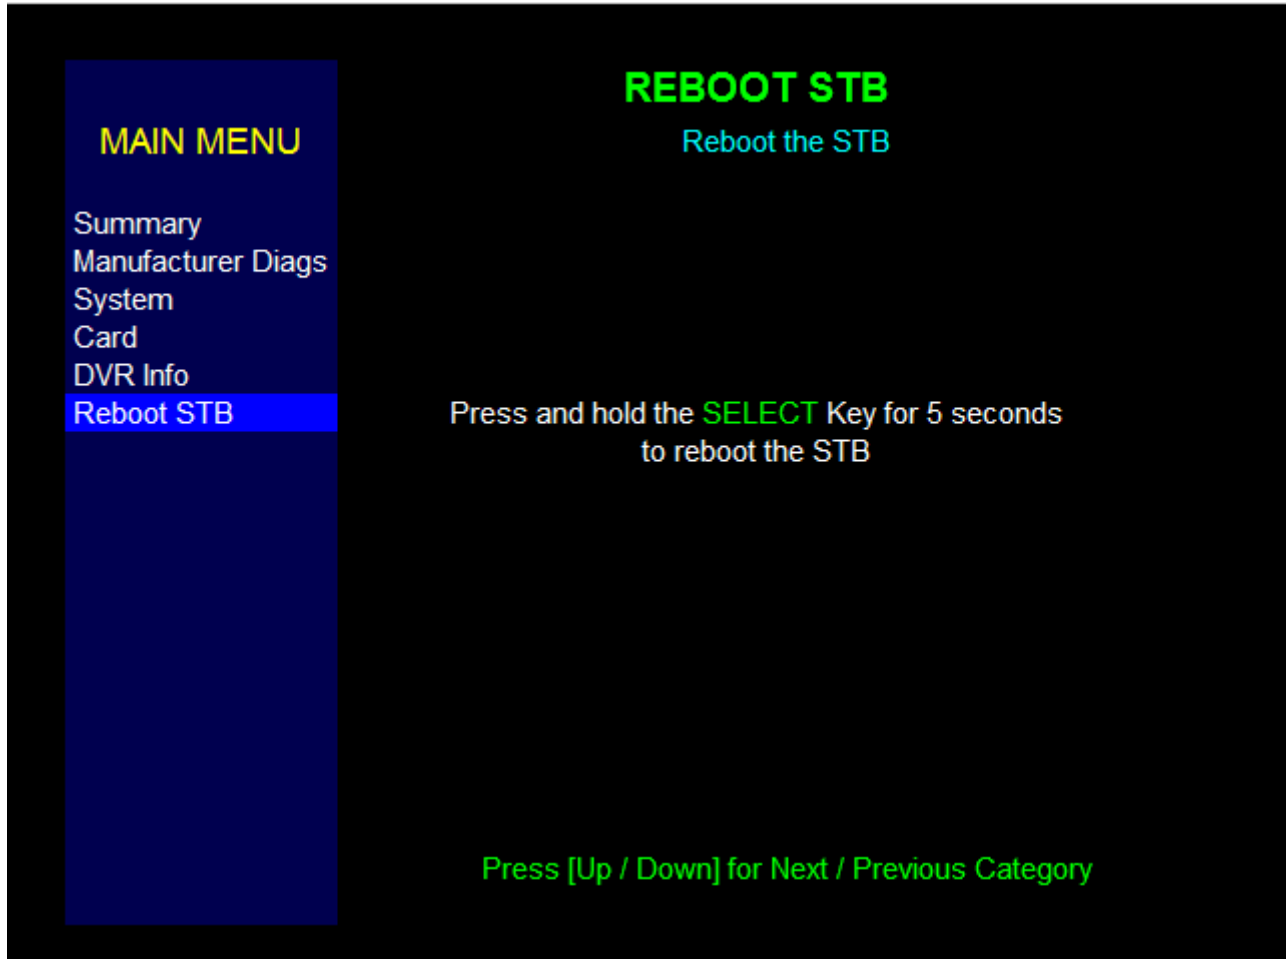 MAIN MENU
Summary
Manufacturer Diags
System
Card
DVR Info
Reboot STB
REBOOT STB
Reboot the STB
Press and hold the SELECT Key for 5 seconds
to reboot the STB
Press [Up / Down] for Next / Previous Category